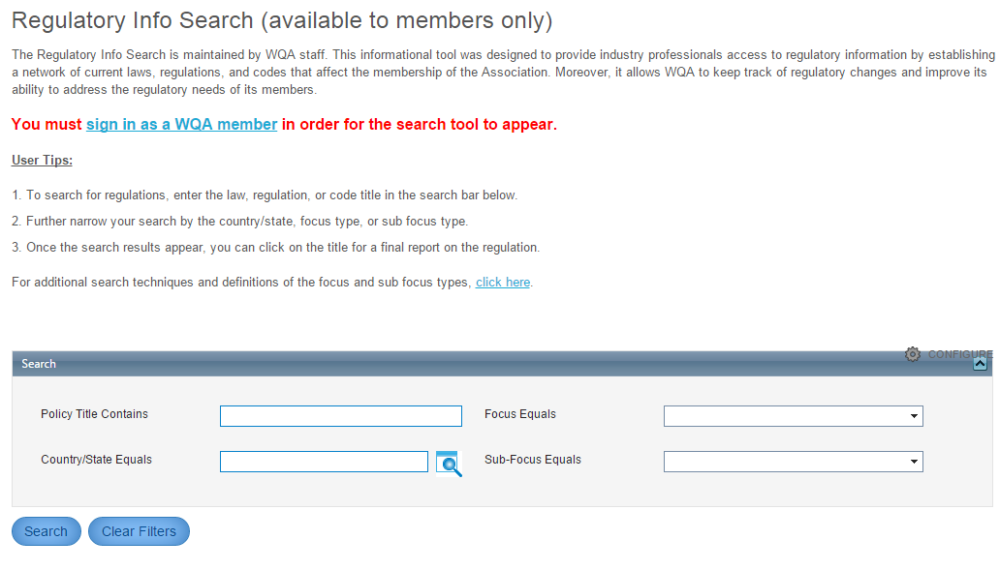 Regulatory Info Search (available to members only)
The Regulatory Info Search is maintained by WQA staff. This informational tool was designed to provide industry professionals access to regulatory information by establishing
a network of current laws, regulations, and codes that affect the membership of the Association. Moreover, it allows WQA to keep track of regulatory changes and improve its
ability to address the regulatory needs of its members.
You must sign in as a WQA member in order for the search tool to appear.
User Tips:
1. To search for regulations, enter the law, regulation, or code title in the search bar below.
2. Further narrow your search by the country/state, focus type, or sub focus type.
3. Once the search results appear, you can click on the title for a final report on the regulation.
For additional search techniques and definitions of the focus and sub focus types, click here.
CONFIGURE
Search
Policy Title Contains
Focus Equals
Country/State Equals
Sub-Focus Equals
Search
Clear Filters